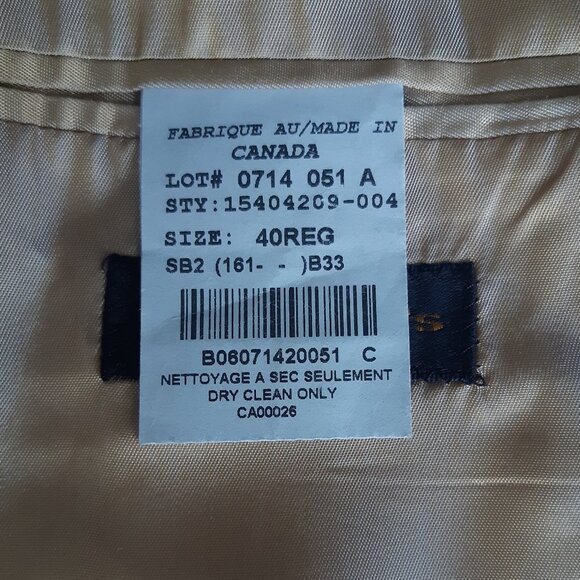 FABRIQUE AU/MADE IN
CANADA
LOT# 0714 051 A
STY:15404209-004
SIZE: 40REG
SB2 (161- - )B33
B06071420051 C
NETTOYAGE A SEC SEULEMENT
DRY CLEAN ONLY
CA00026